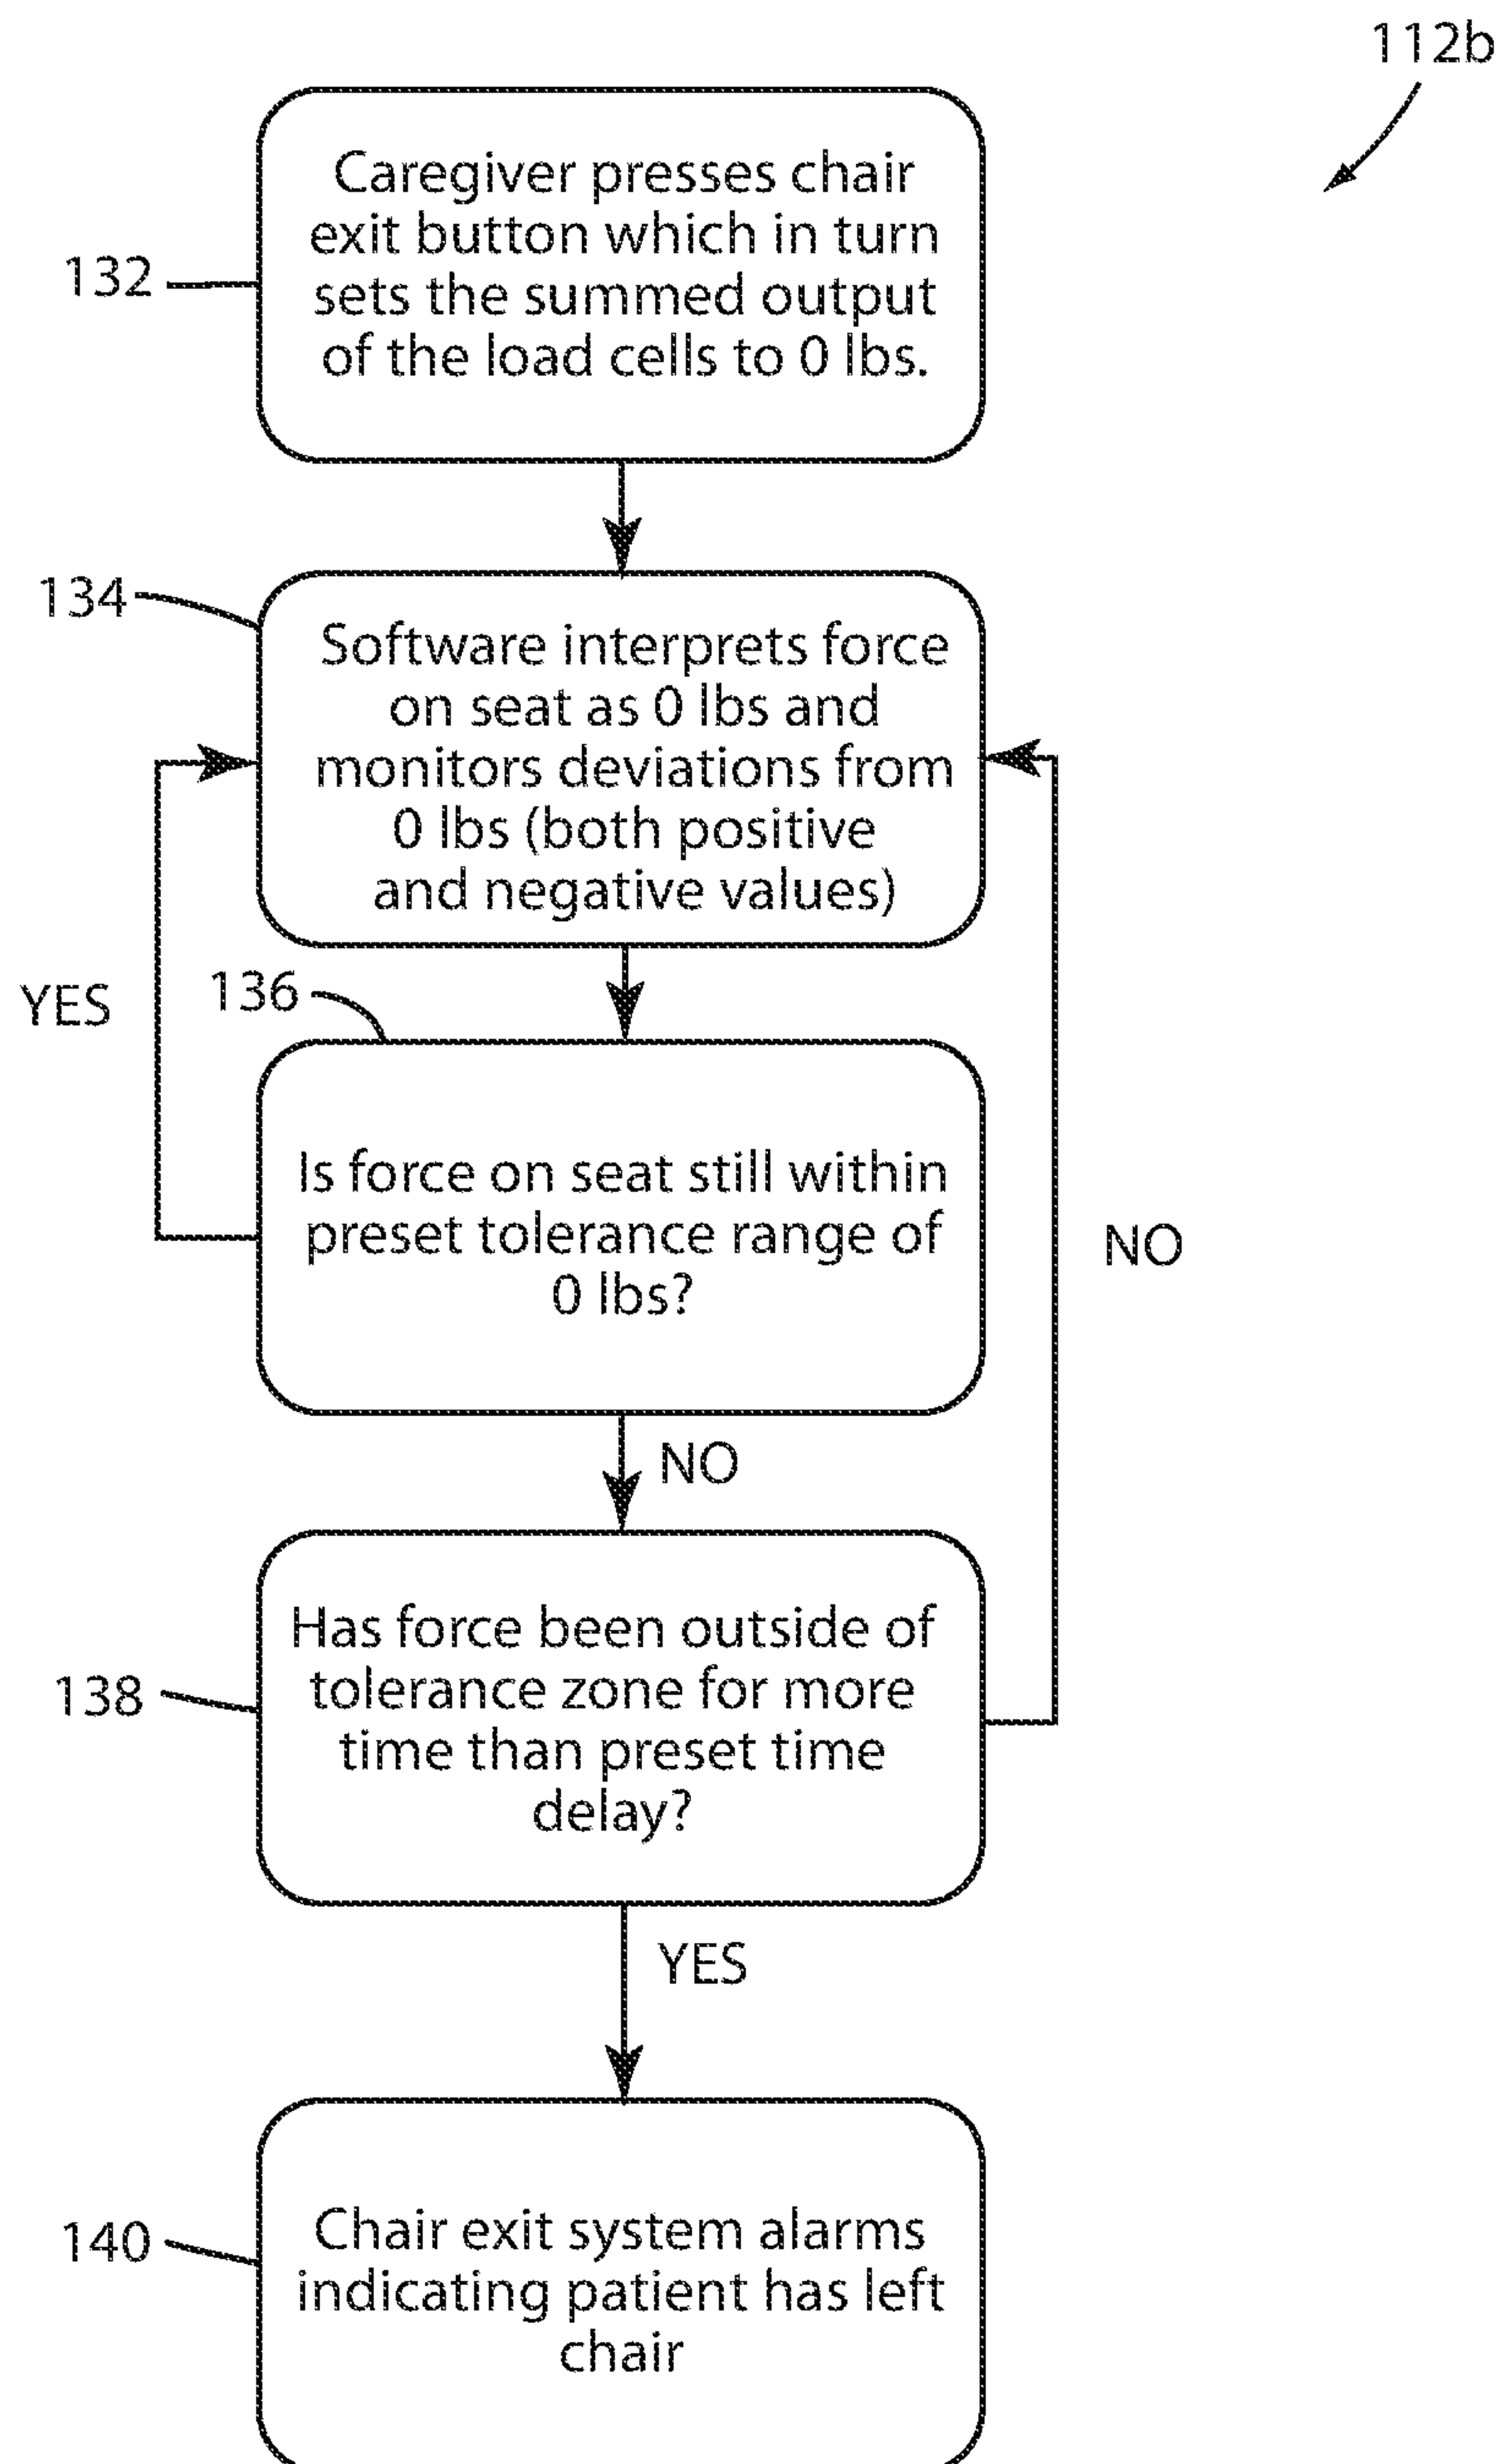 112b
Caregiver presses chair
exit button which in turn
sets the summed output
of the load cells to 0 lbs.
132
134
Software interprets force
on seat as 0 lbs and
monitors deviations from
0 lbs (both positive
and negative values)
YES
136
Is force on seat still within
preset tolerance range of
0 lbs?
NO
NO
Has force been outside of
tolerance zone for more
time than preset time
delay?
138
YES
140
Chair exit system alarms
indicating patient has left
chair